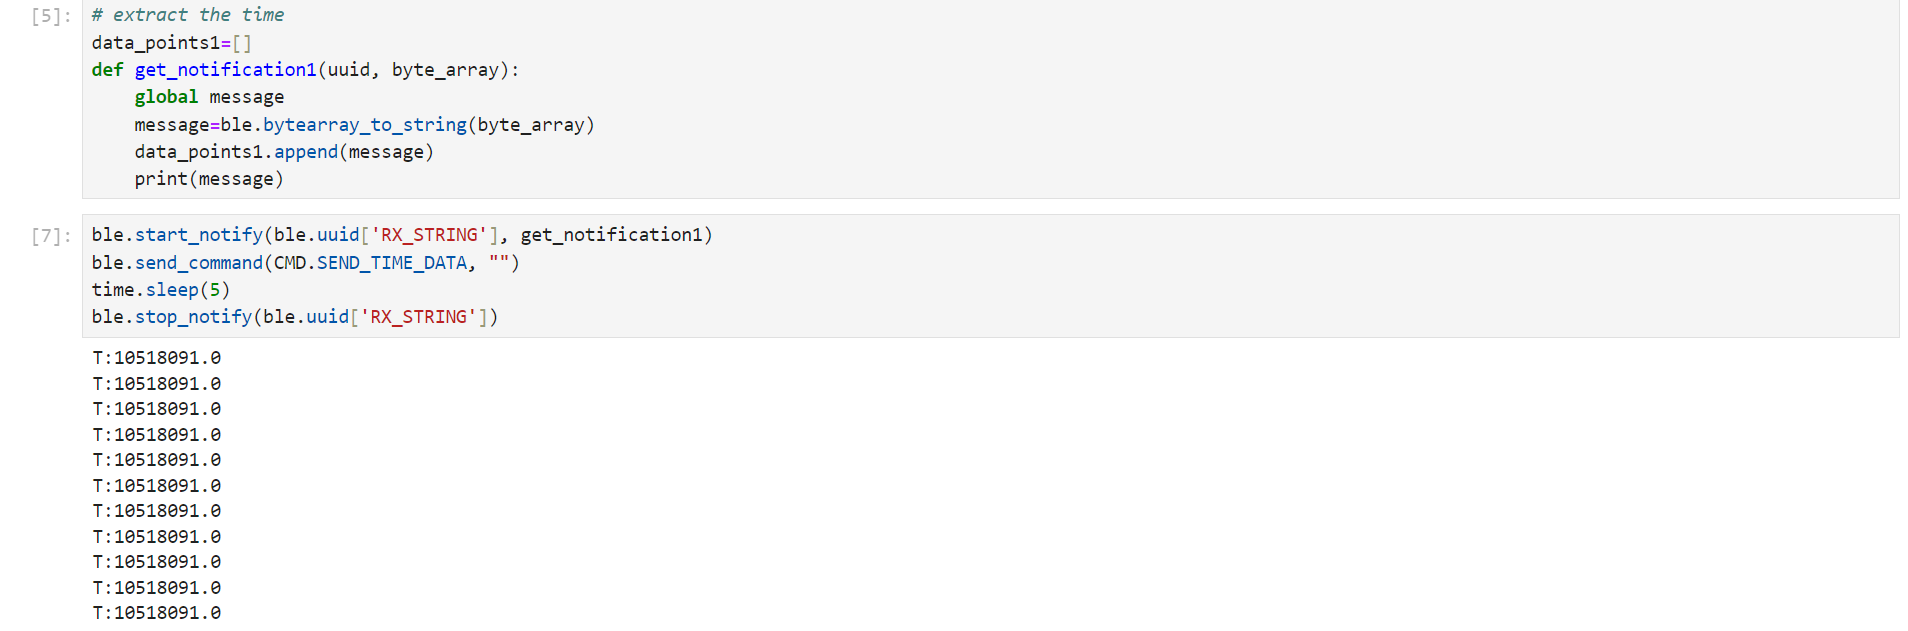 [5]: # extract the time
data_points1=[]
def get_notification1(uuid, byte_array):
    global message
    message=ble.bytearray_to_string(byte_array)
    data_points1.append(message)
    print(message)
[7]: ble.start_notify(ble.uuid['RX_STRING'], get_notification1)
ble.send_command(CMD.SEND_TIME_DATA, "")
time.sleep(5)
ble.stop_notify(ble.uuid['RX_STRING'])
T:10518091.0
T:10518091.0
T:10518091.0
T:10518091.0
T:10518091.0
T:10518091.0
T:10518091.0
T:10518091.0
T:10518091.0
T:10518091.0
T:10518091.0